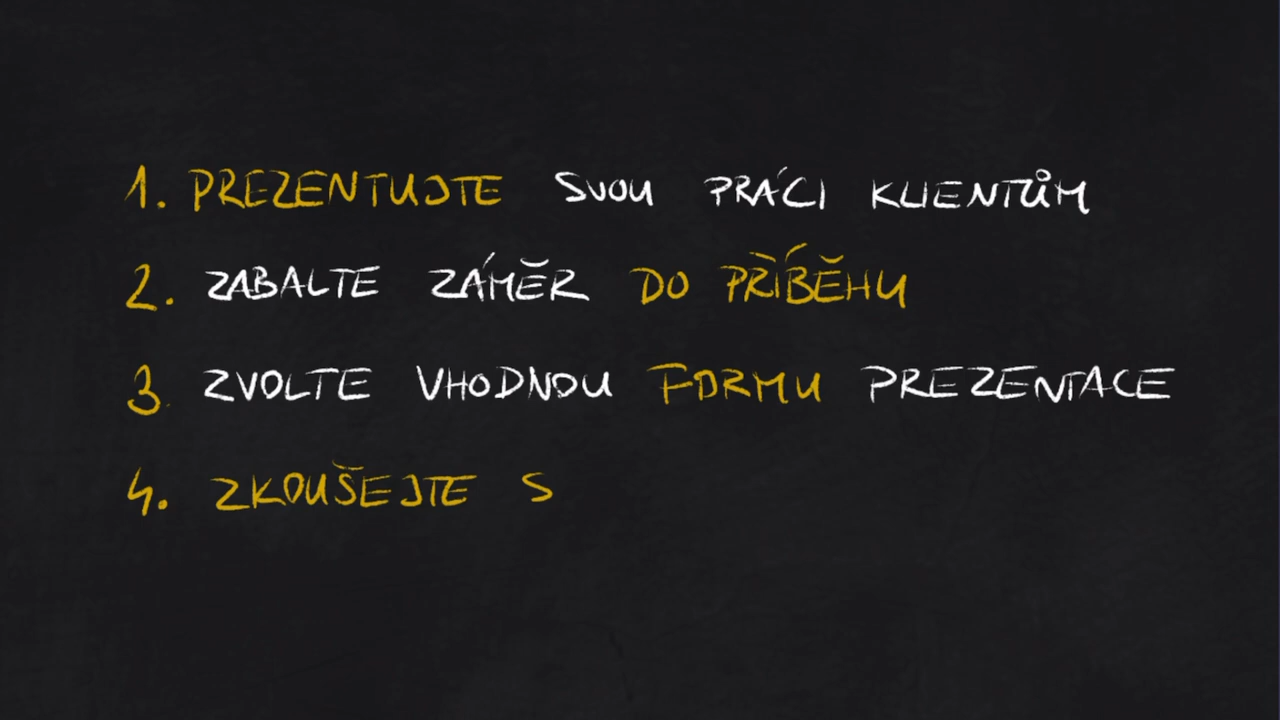 1. PREZENTUJTE SVOU PRÁCI KLIENTŮM
2. ZABALTE ZÁMĚR DO PŘÍBĚHU
3. ZVOLTE VHODNOU FORMU PREZENTACE
4. ZKOUŠEJTE S